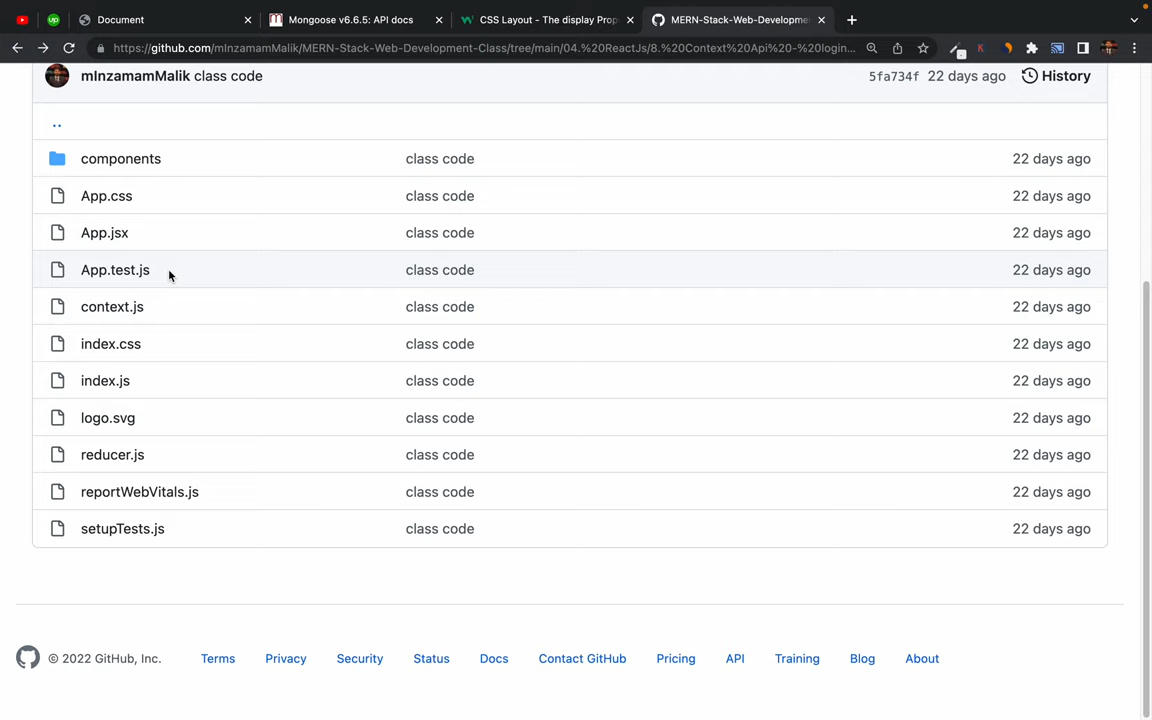 Document
Mongoose v6.6.5: API docs
CSS Layout - The display Prop
MERN-Stack-Web-Developme
https://github.com/mInzamamMalik/MERN-Stack-Web-Development-Class/tree/main/04.%20ReactJs/8.%20Context%20Api%20-%20login...
mInzamamMalik class code
5fa734f 22 days ago History
..
components class code 22 days ago
App.css class code 22 days ago
App.jsx class code 22 days ago
App.test.js class code 22 days ago
context.js class code 22 days ago
index.css class code 22 days ago
index.js class code 22 days ago
logo.svg class code 22 days ago
reducer.js class code 22 days ago
reportWebVitals.js class code 22 days ago
setupTests.js class code 22 days ago
© 2022 GitHub, Inc. Terms Privacy Security Status Docs Contact GitHub Pricing API Training Blog About